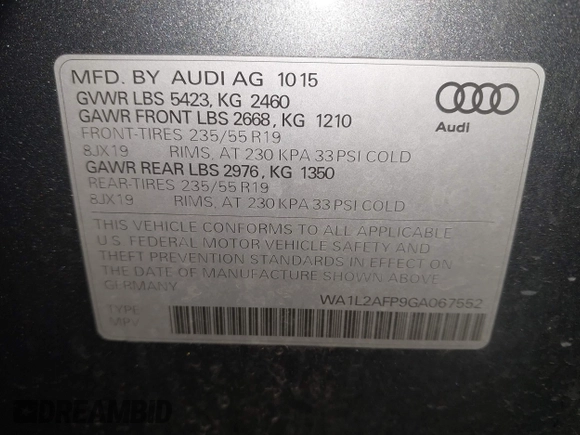 MFD. BY AUDI AG 10 15
GVWR LBS 5423, KG 2460
GAWR FRONT LBS 2668, KG 1210
FRONT-TIRES 235/55 R19
8JX19 RIMS, AT 230 KPA 33 PSI COLD
GAWR REAR LBS 2976, KG 1350
REAR-TIRES 235/55 R19
8JX19 RIMS, AT 230 KPA 33 PSI COLD
Audi
THIS VEHICLE CONFORMS TO ALL APPLICABLE
U.S. FEDERAL MOTOR VEHICLE SAFETY AND
THEFT PREVENTION STANDARDS IN EFFECT ON
THE DATE OF MANUFACTURE SHOWN ABOVE.
GERMANY
WA1L2AFP9GA067552
TYPE:
MPV
DREAMBID